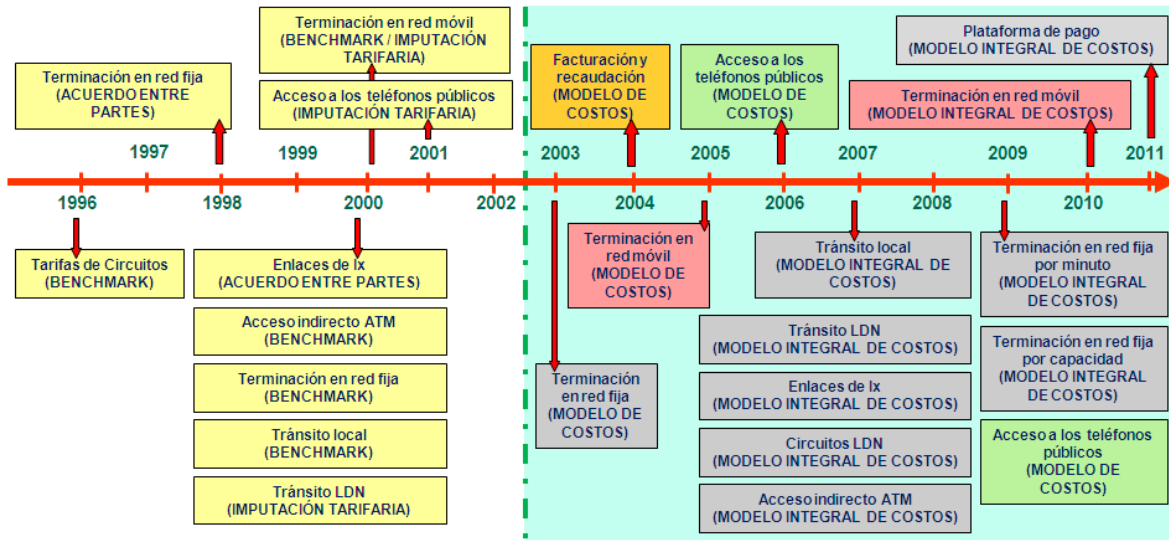 Terminación en red móvil
(BENCHMARK / IMPUTACIÓN
TARIFARIA)
Plataforma de pago
(MODELO INTEGRAL DE COSTOS)
Terminación en red fija
(ACUERDO ENTRE
PARTES)
Acceso a los teléfonos públicos
(IMPUTACIÓN TARIFARIA)
Facturación y
recaudación
(MODELO DE
COSTOS)
Acceso a los
teléfonos públicos
(MODELO DE
COSTOS)
Terminación en red móvil
(MODELO INTEGRAL DE COSTOS)
1997
1999
2001
2003
2005
2007
2009
2011
1996
1998
2000
2002
2004
2006
2008
2010
Tarifas de Circuitos
(BENCHMARK)
Enlaces de Ix
(ACUERDO ENTRE PARTES)
Acceso indirecto ATM
(BENCHMARK)
Terminación en red fija
(BENCHMARK)
Tránsito local
(BENCHMARK)
Tránsito LDN
(IMPUTACIÓN TARIFARIA)
Terminación en
red móvil
(MODELO DE
COSTOS)
Terminación
en red fija
(MODELO DE
COSTOS)
Tránsito local
(MODELO INTEGRAL DE
COSTOS)
Tránsito LDN
(MODELO INTEGRAL DE COSTOS)
Enlaces de Ix
(MODELO INTEGRAL DE COSTOS)
Circuitos LDN
(MODELO INTEGRAL DE COSTOS)
Acceso indirecto ATM
(MODELO INTEGRAL DE COSTOS)
Terminación en red fija
por minuto
(MODELO INTEGRAL
DE COSTOS)
Terminación en red fija
por capacidad
(MODELO INTEGRAL
DE COSTOS)
Acceso a los teléfonos
públicos
(MODELO DE
COSTOS)